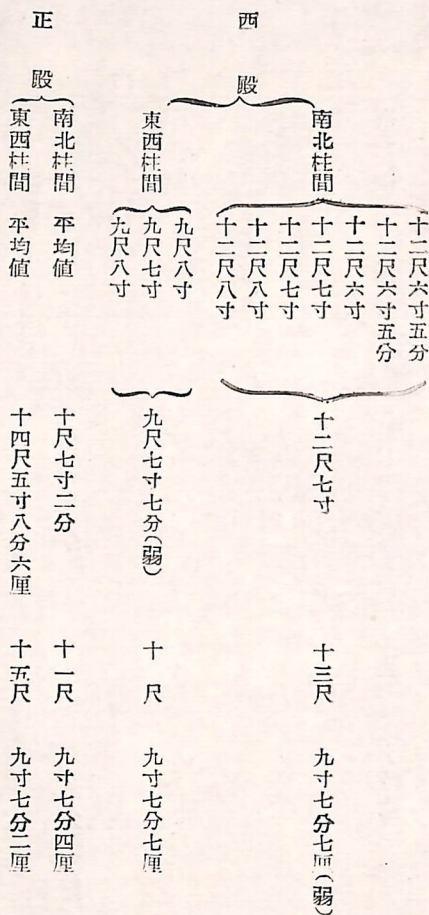 西殿
南北柱間
十二尺六寸五分
十二尺六寸五分
十二尺六寸
十二尺七寸
十二尺七寸
十二尺八寸
十二尺八寸
十二尺七寸
十三尺
九寸七分七厘(弱)
東西柱間
九尺八寸
九尺七寸
九尺八寸
九尺七寸七分(弱)
十尺
九寸七分七厘
正殿
南北柱間 平均値 十尺七寸二分 十一尺 九寸七分四厘
東西柱間 平均値 十四尺五寸八分六厘 十五尺 九寸七分二厘